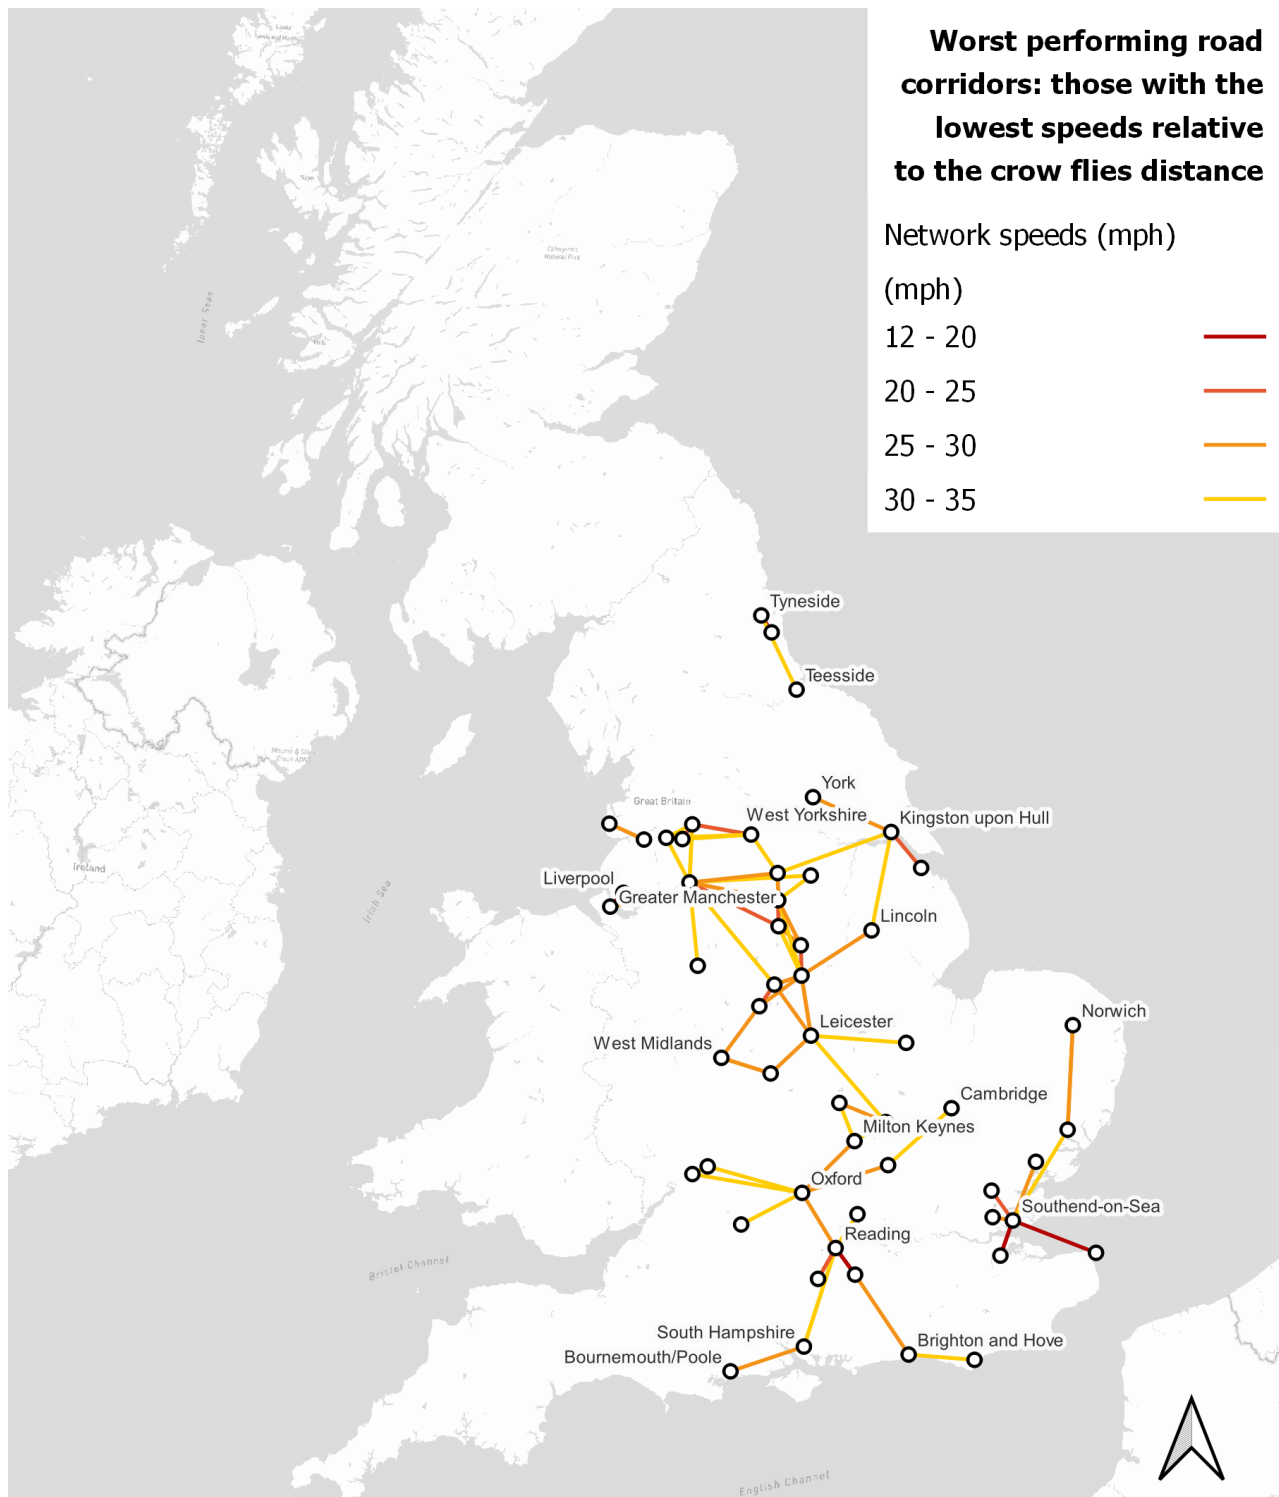 Worst performing road
corridors: those with the
lowest speeds relative
to the crow flies distance
Network speeds (mph)
(mph)
12 - 20
20 - 25
25 - 30
30 - 35
Inner Seas
Tyneside
Teesside
York
Great Britain
West Yorkshire
Kingston upon Hull
Ireland
Liverpool
Greater Manchester
Irish Sea
Lincoln
Norwich
Leicester
West Midlands
Cambridge
Milton Keynes
Oxford
Southend-on-Sea
Reading
Bristol Channel
South Hampshire
Brighton and Hove
Bournemouth/Poole
English Channel